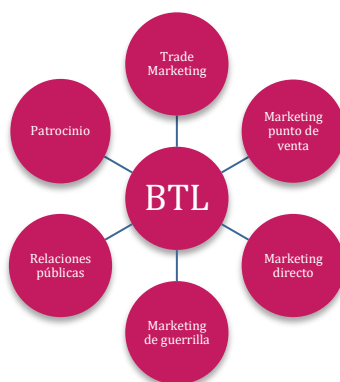 Trade
Marketing
Patrocinio
Marketing
punto de
venta
BTL
Relaciones
públicas
Marketing
directo
Marketing
de guerrilla